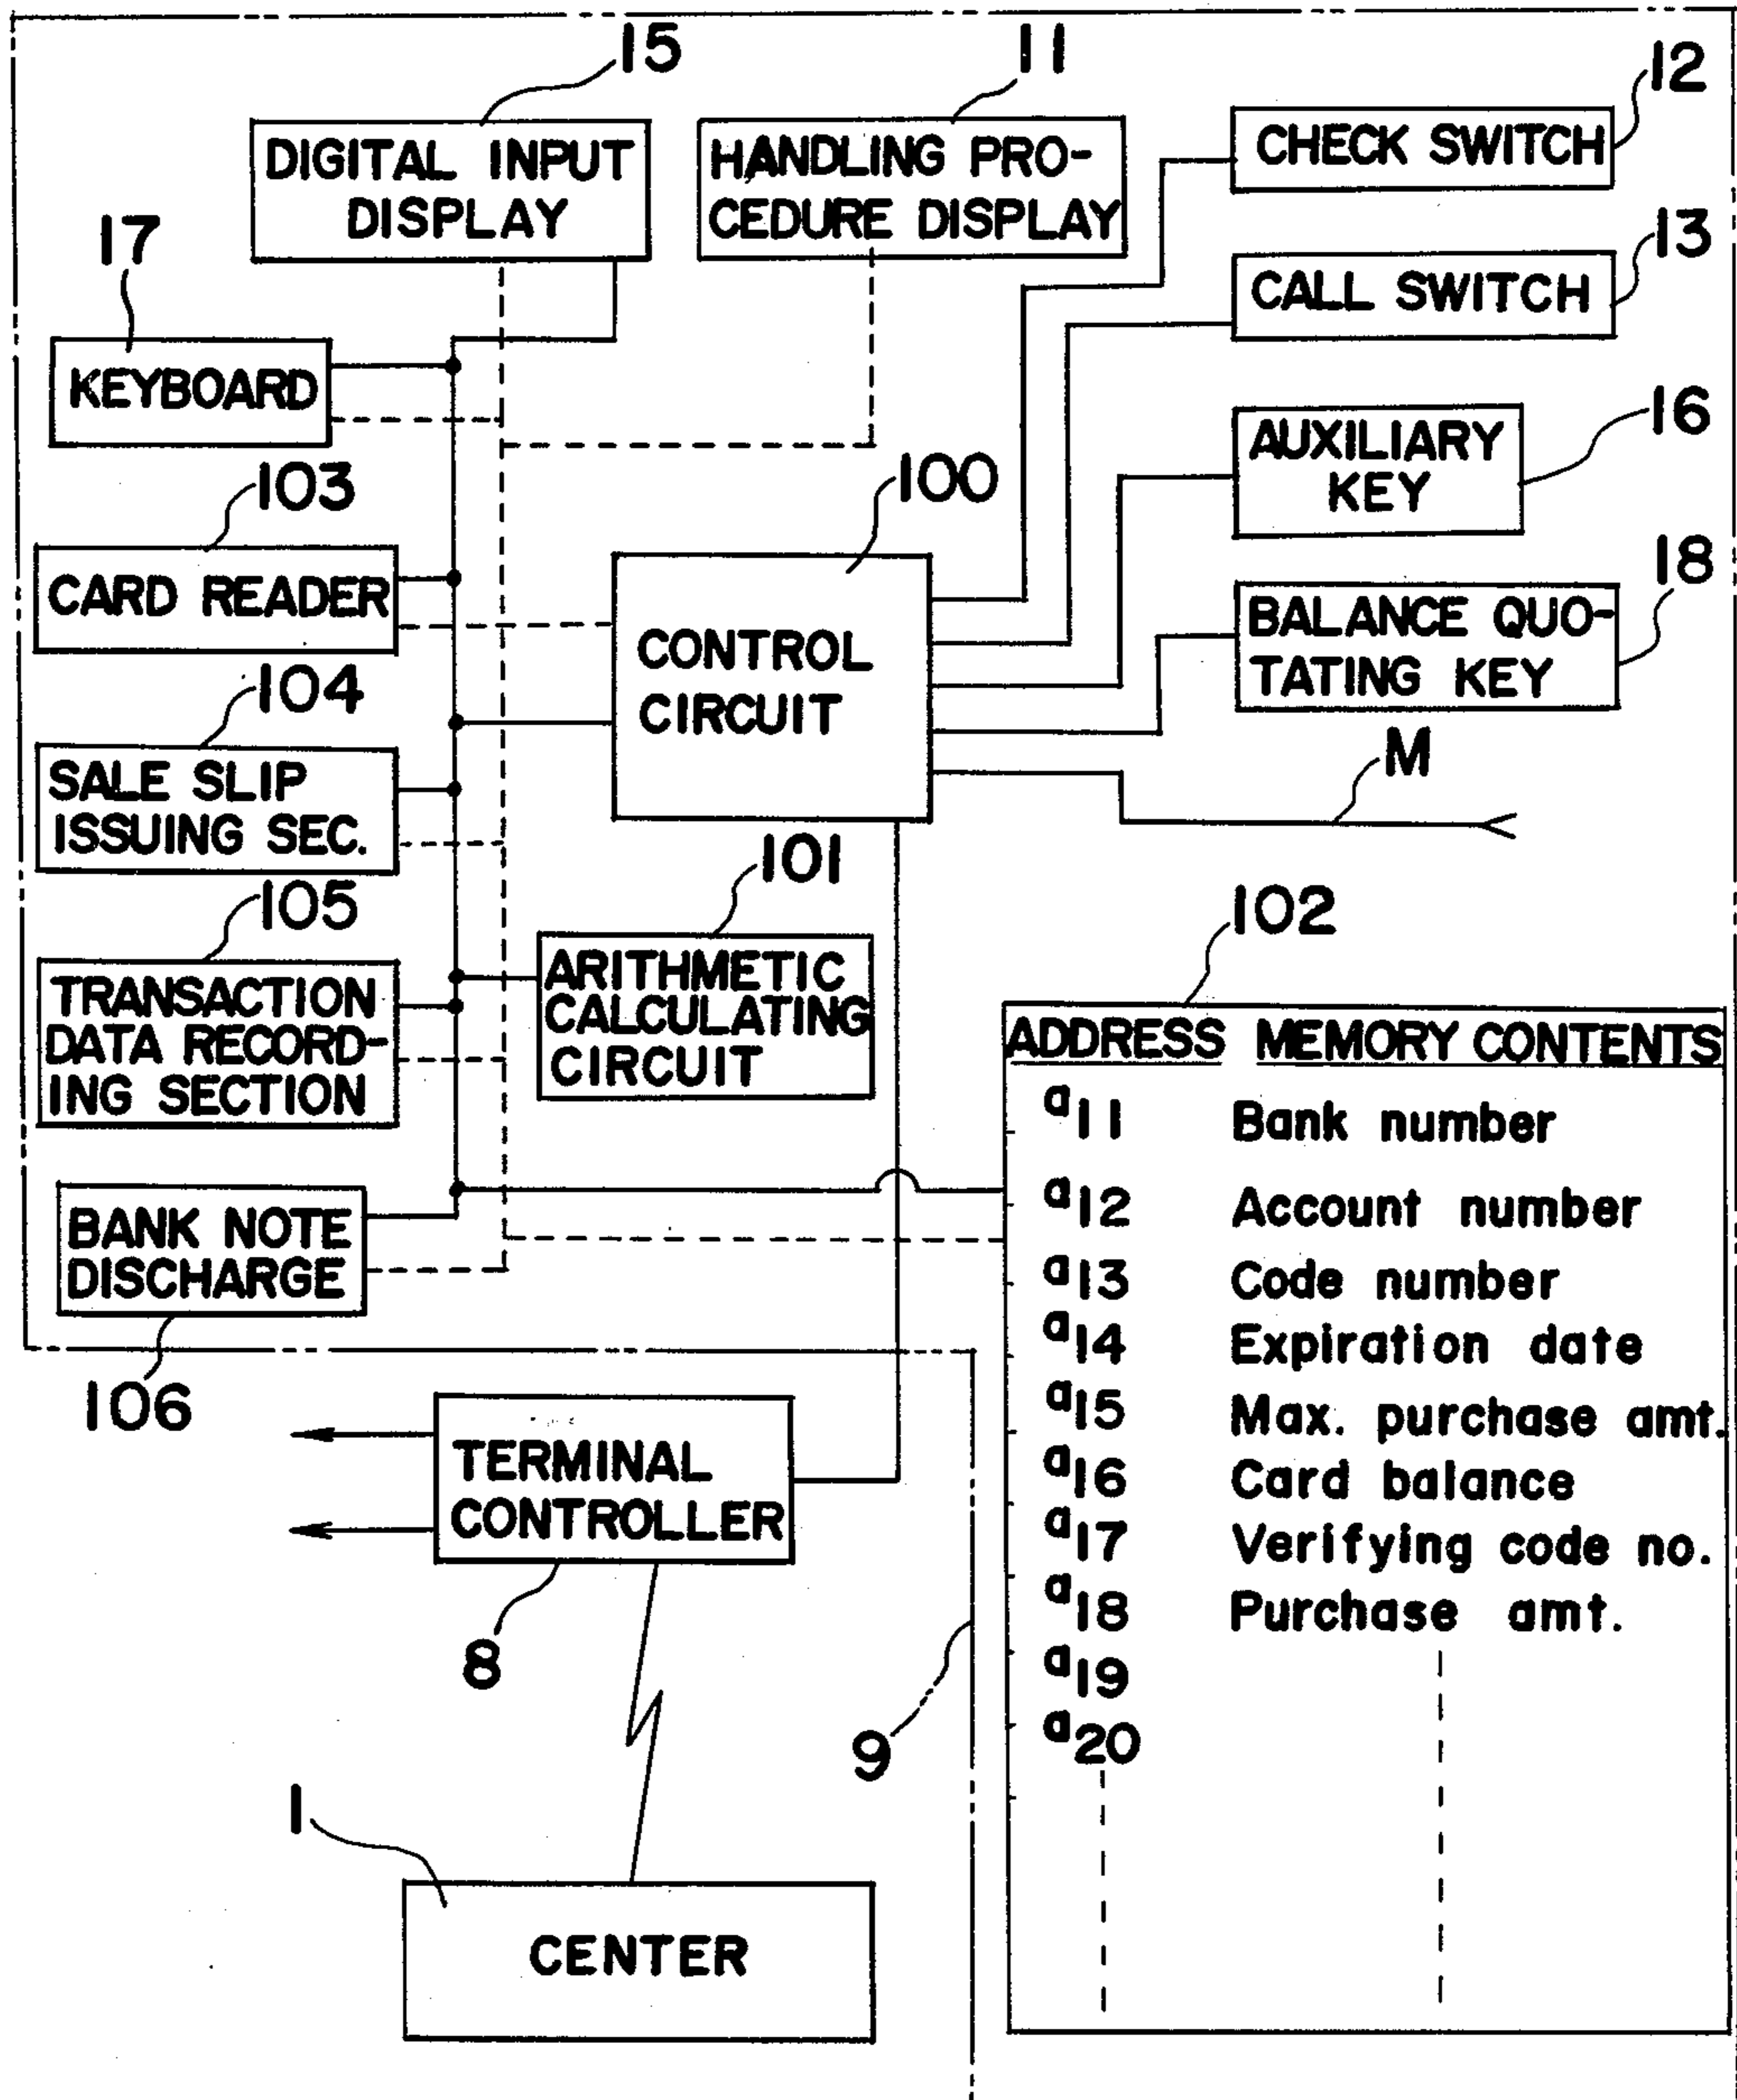 15
11
12
DIGITAL INPUT
DISPLAY
HANDLING PRO-
CEDURE DISPLAY
CHECK SWITCH
17
13
CALL SWITCH
KEYBOARD
16
AUXILIARY
KEY
103
100
CARD READER
18
CONTROL
CIRCUIT
BALANCE QUO-
TATING KEY
104
M
SALE SLIP
ISSUING SEC.
101
105
102
TRANSACTION
DATA RECORD-
ING SECTION
ARITHMETIC
CALCULATING
CIRCUIT
ADDRESS MEMORY CONTENTS
a11 Bank number
a12 Account number
a13 Code number
a14 Expiration date
a15 Max. purchase amt.
a16 Card balance
a17 Verifying code no.
a18 Purchase amt.
a19
a20
BANK NOTE
DISCHARGE
106
TERMINAL
CONTROLLER
8
9
1
CENTER